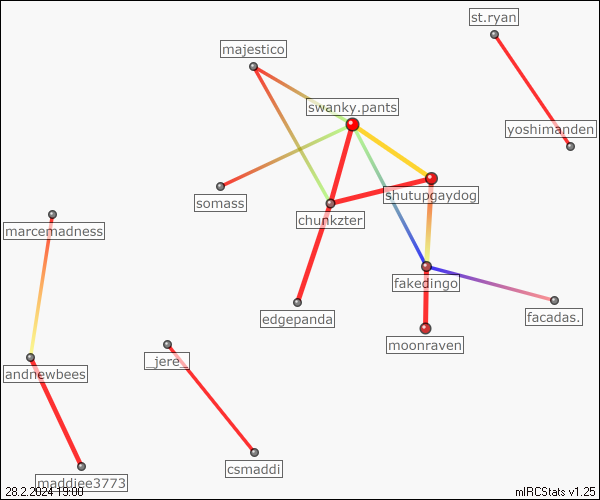 st.ryan
majestico
swanky.pants
yoshimanden
shutupgaydog
somass
chunkzter
marcemadness
fakedingo
facadas.
edgepanda
moonraven
_jere_
andnewbees
csmaddi
maddiee3773
28.2.2024 19:00
mIRCStats v1.25